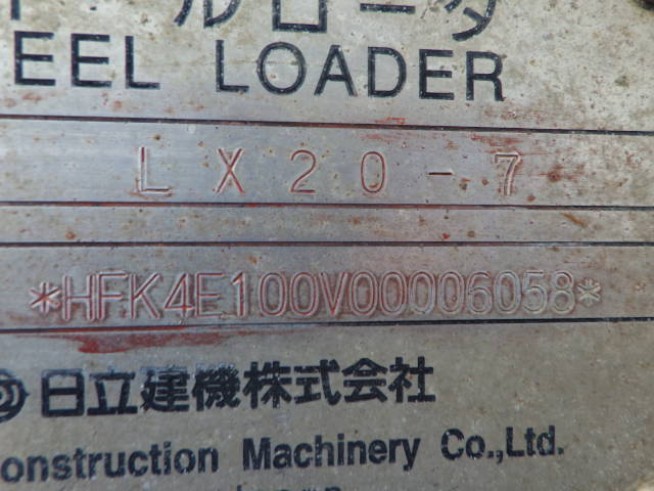 ールローダ
EEL LOADER
LX20-7
*HFK4E100V00006058*
日立建機株式会社
onstruction Machinery Co.,Ltd.